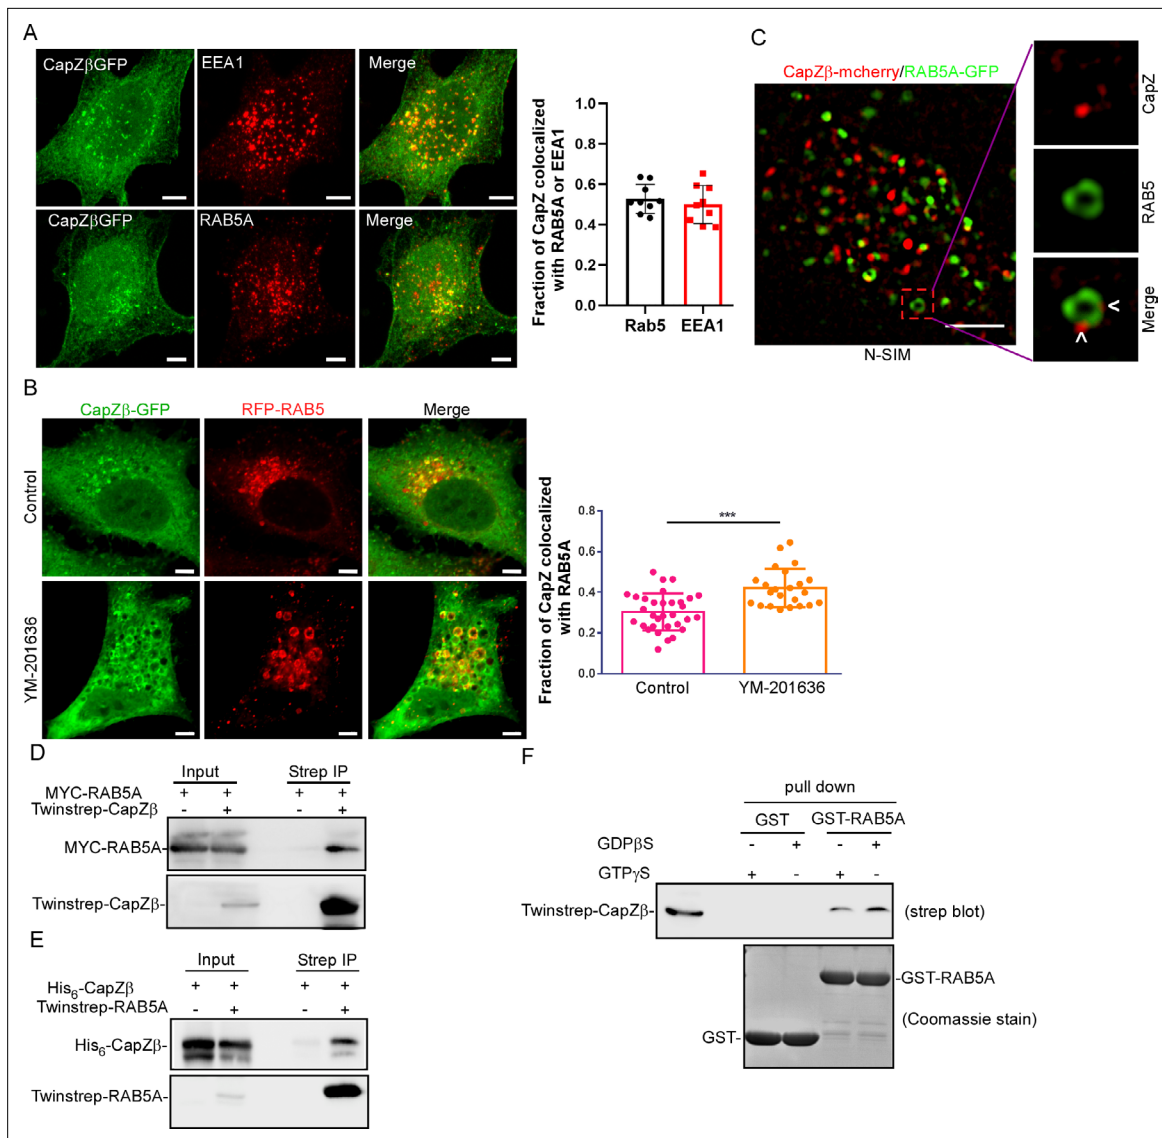 A
CapZβGFP
EEA1
Merge
CapZβGFP
RAB5A
Merge
Fraction of CapZ colocalized
with RAB5A or EEA1
1.0
0.8
0.6
0.4
0.2
0.0
Rab5
EEA1
C
CapZβ-mcherry/RAB5A-GFP
N-SIM
CapZ
RAB5
Merge
B
CapZβ-GFP
RFP-RAB5
Merge
Control
YM-201636
Fraction of CapZ colocalized
with RAB5A
0.8
0.6
0.4
0.2
0.0
***
Control
YM-201636
D
Input
Strep IP
MYC-RAB5A
+ + + +
Twinstrep-CapZβ
- + - +
MYC-RAB5A-
Twinstrep-CapZβ-
E
Input
Strep IP
His6-CapZβ
+ + + +
Twinstrep-RAB5A
- + - +
His6-CapZβ-
Twinstrep-RAB5A-
F
pull down
GST
GST-RAB5A
GDPβS
- + - +
GTPγS
+ - + -
Twinstrep-CapZβ-
(strep blot)
-GST-RAB5A
(Coomassie stain)
GST-